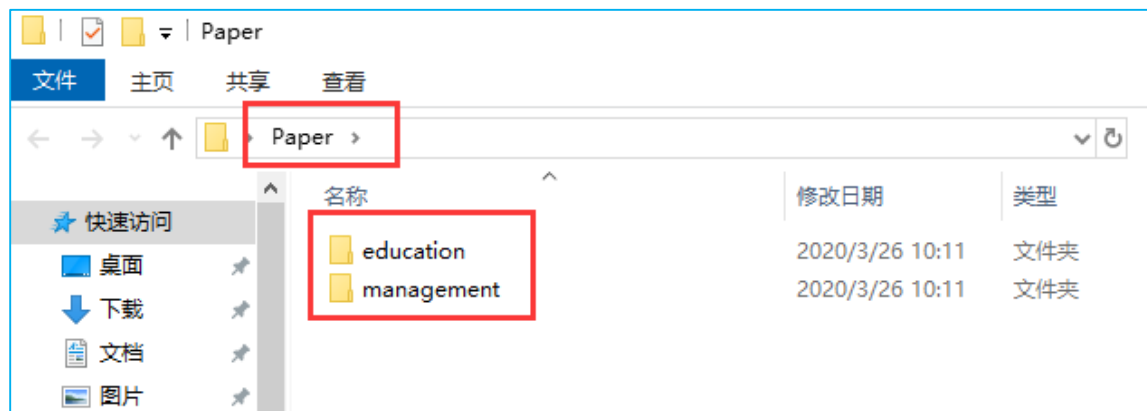 Paper
文件 主页 共享 查看
Paper
名称 修改日期 类型
快速访问
education 2020/3/26 10:11 文件夹
桌面
management 2020/3/26 10:11 文件夹
下载
文档
图片